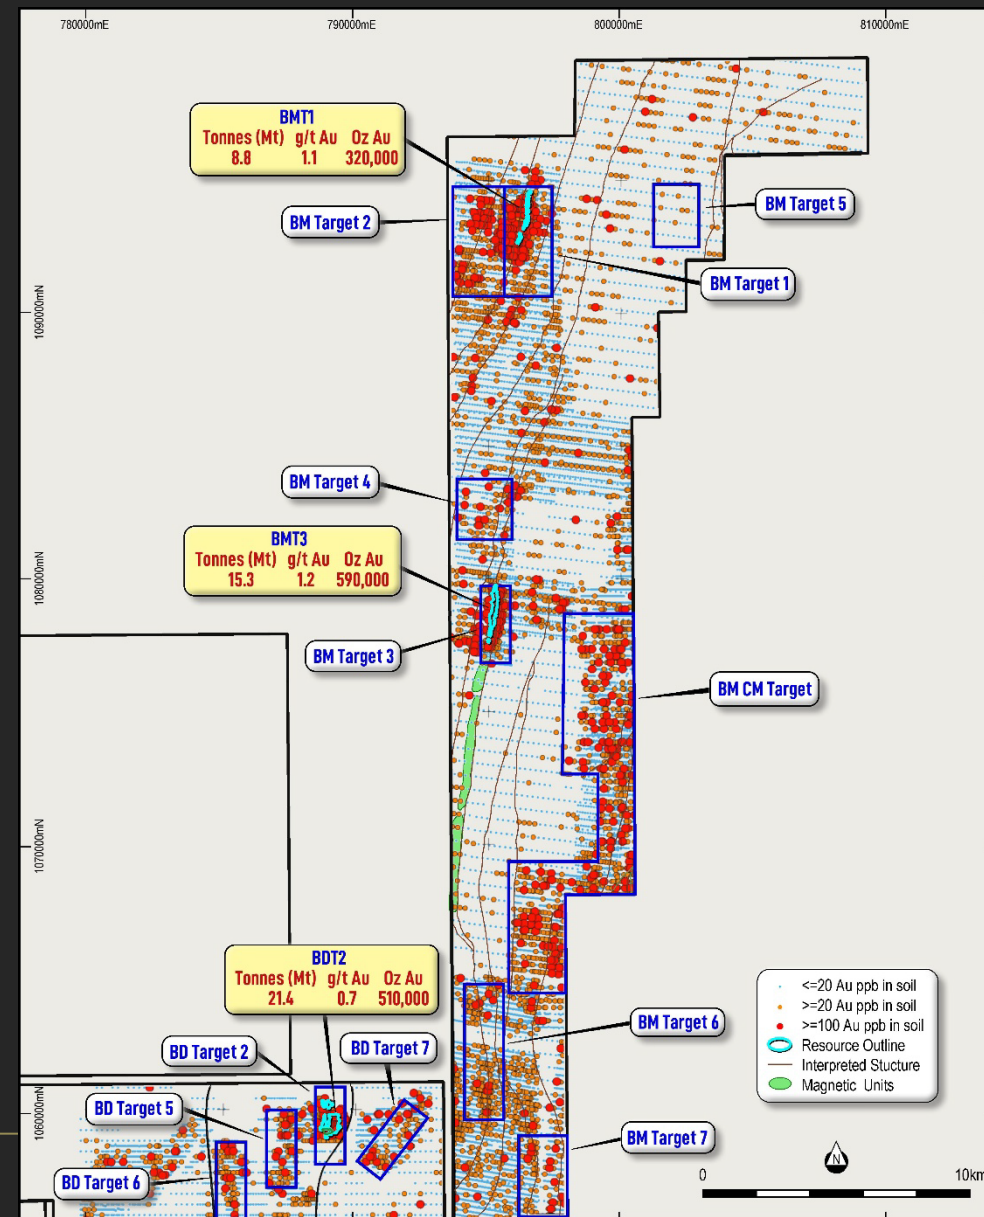 780000mE
790000mE
800000mE
810000mE
BMT1
Tonnes (Mt) g/t Au Oz Au
8.8 1.1 320,000
BM Target 2
BM Target 5
BM Target 1
1090000mN
BM Target 4
BMT3
Tonnes (Mt) g/t Au Oz Au
15.3 1.2 590,000
1080000mN
BM Target 3
BM CM Target
1070000mN
BDT2
Tonnes (Mt) g/t Au Oz Au
21.4 0.7 510,000
BM Target 6
BD Target 2
BD Target 7
<=20 Au ppb in soil
>=20 Au ppb in soil
>=100 Au ppb in soil
Resource Outline
Interpreted Stucture
Magnetic Units
1060000mN
BD Target 5
BM Target 7
BD Target 6
N
0
10km